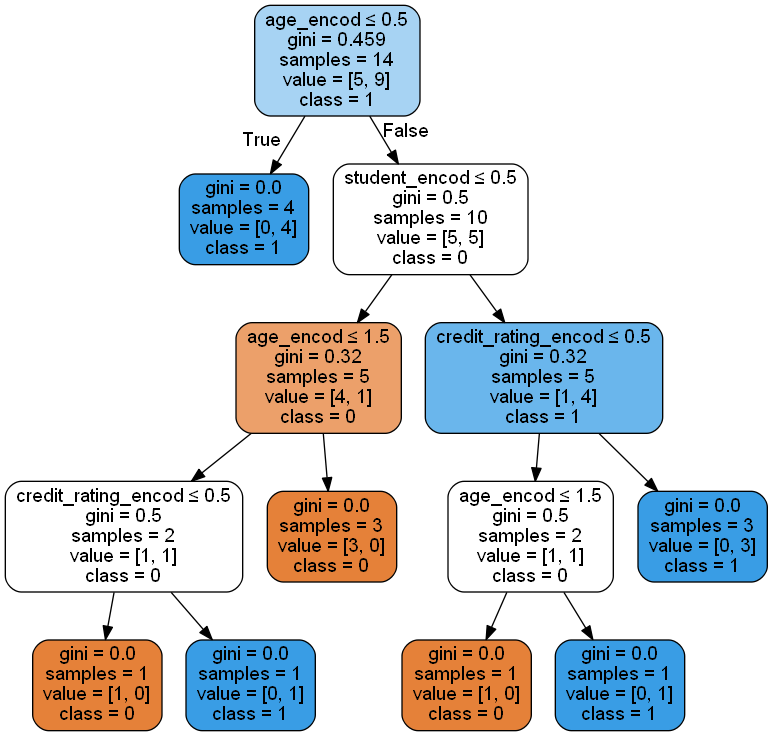 age_encod ≤ 0.5
gini = 0.459
samples = 14
value = [5, 9]
class = 1
True
False
gini = 0.0
samples = 4
value = [0, 4]
class = 1
student_encod ≤ 0.5
gini = 0.5
samples = 10
value = [5, 5]
class = 0
age_encod ≤ 1.5
gini = 0.32
samples = 5
value = [4, 1]
class = 0
credit_rating_encod ≤ 0.5
gini = 0.32
samples = 5
value = [1, 4]
class = 1
credit_rating_encod ≤ 0.5
gini = 0.5
samples = 2
value = [1, 1]
class = 0
gini = 0.0
samples = 3
value = [3, 0]
class = 0
age_encod ≤ 1.5
gini = 0.5
samples = 2
value = [1, 1]
class = 0
gini = 0.0
samples = 3
value = [0, 3]
class = 1
gini = 0.0
samples = 1
value = [1, 0]
class = 0
gini = 0.0
samples = 1
value = [0, 1]
class = 1
gini = 0.0
samples = 1
value = [1, 0]
class = 0
gini = 0.0
samples = 1
value = [0, 1]
class = 1